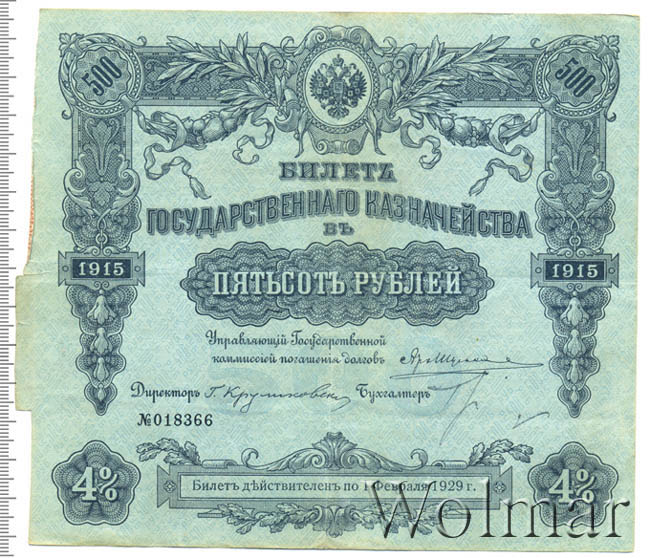 500 500
БИЛЕТЪ
ГОСУДАРСТВЕННАГО КАЗНАЧЕЙСТВА
ВЪ
1915 ПЯТЬСОТЪ РУБЛЕЙ 1915
Управляющій Государственной
коммиссіей погашенія долговъ
Директоръ Бухгалтеръ
№018366
4% 4%
Билетъ дѣйствителенъ по 1 Февраля 1929 г.
Wolmar